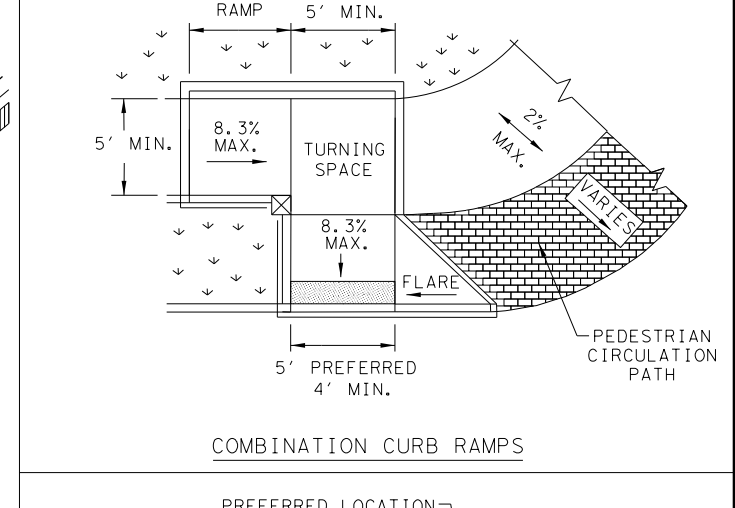 RAMP
5' MIN.
5' MIN.
8.3%
MAX.
TURNING
SPACE
2%
MAX.
VARIES
8.3%
MAX.
FLARE
PEDESTRIAN
CIRCULATION
PATH
5' PREFERRED
4' MIN.
COMBINATION CURB RAMPS
PREFERRED LOCATION